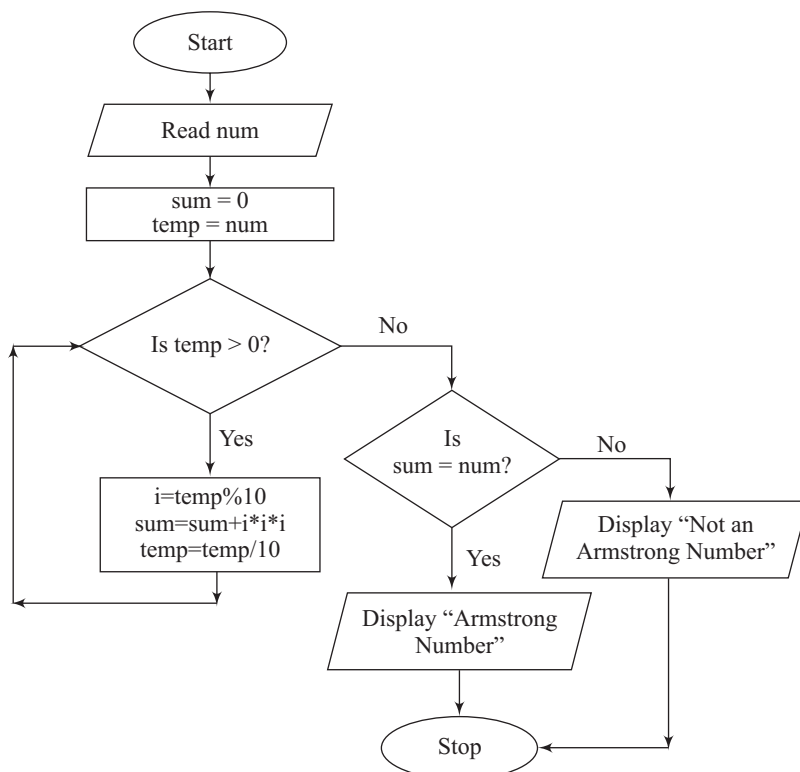 Start
Read num
sum = 0
temp = num
Is temp > 0?
No
Yes
i=temp%10
sum=sum+i*i*i
temp=temp/10
Is
sum = num?
No
Display “Not an
Armstrong Number”
Yes
Display “Armstrong
Number”
Stop